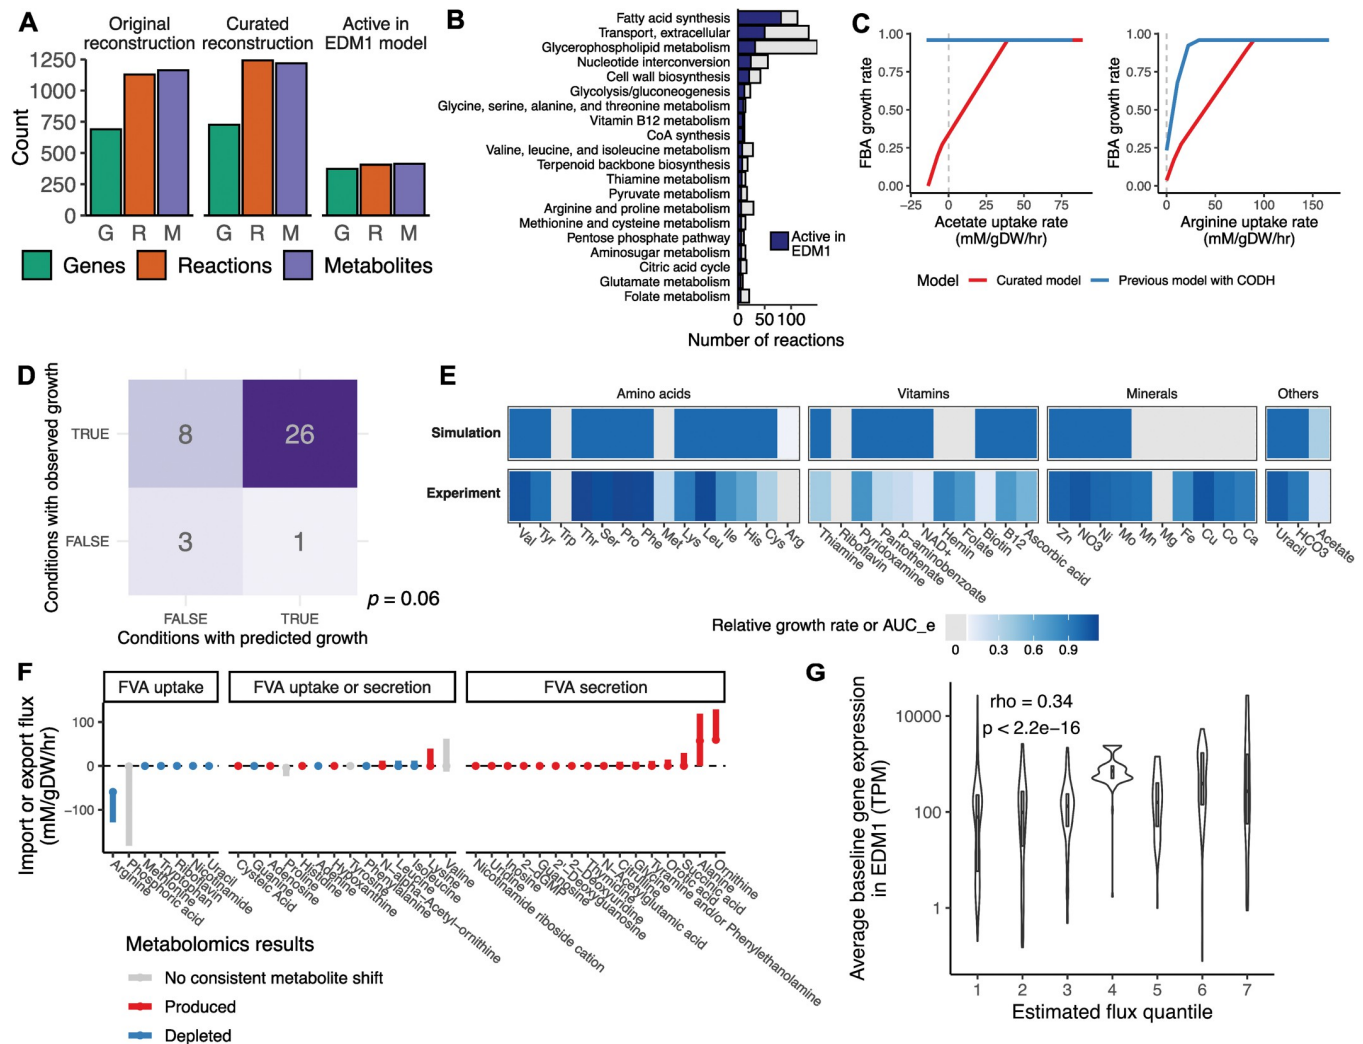 A
Original
reconstruction
Curated
reconstruction
Active in
EDM1 model
Count
1250
1000
750
500
250
0
G R M
G R M
G R M
Genes
Reactions
Metabolites
B
Fatty acid synthesis
Transport, extracellular
Glycerophospholipid metabolism
Nucleotide interconversion
Cell wall biosynthesis
Glycolysis/gluconeogenesis
Glycine, serine, alanine, and threonine metabolism
Vitamin B12 metabolism
CoA synthesis
Valine, leucine, and isoleucine metabolism
Terpenoid backbone biosynthesis
Thiamine metabolism
Pyruvate metabolism
Arginine and proline metabolism
Methionine and cysteine metabolism
Pentose phosphate pathway
Aminosugar metabolism
Citric acid cycle
Glutamate metabolism
Folate metabolism
Active in
EDM1
0 50 100
Number of reactions
C
FBA growth rate
1.00
0.75
0.50
0.25
0.00
−25 0 25 50 75
Acetate uptake rate
(mM/gDW/hr)
FBA growth rate
1.00
0.75
0.50
0.25
0.00
0 50 100 150
Arginine uptake rate
(mM/gDW/hr)
Model
Curated model
Previous model with CODH
D
Conditions with observed growth
TRUE
FALSE
8
26
3
1
FALSE
TRUE
Conditions with predicted growth
p = 0.06
E
Amino acids
Vitamins
Minerals
Others
Simulation
Experiment
Val
Tyr
Trp
Thr
Ser
Pro
Phe
Met
Lys
Leu
Ile
His
Cys
Arg
Thiamine
Riboflavin
Pyridoxamine
Pantothenate
p−aminobenzoate
NAD+
Hemin
Folate
Biotin
B12
Ascorbic acid
Zn
NO3
Ni
Mo
Mn
Mg
Fe
Cu
Co
Ca
Uracil
HCO3
Acetate
Relative growth rate or AUC_e
0 0.3 0.6 0.9
F
FVA uptake
FVA uptake or secretion
FVA secretion
Import or export flux
(mM/gDW/hr)
100
0
−100
Arginine
Phosphoric acid
Methionine
Tryptophan
Riboflavin
Nicotinamide
Uracil
Cysteic Acid
Guanine
Adenosine
Proline
Histidine
Adenine
Hypoxanthine
Tyrosine
Phenylalanine
N−alpha−Acetyl−ornithine
Leucine
Isoleucine
Lysine
Valine
Nicotinamide riboside cation
Uridine
Inosine
2−dCMP
Guanosine
2'−Deoxyguanosine
2−Deoxyuridine
Thymidine
N−Acetylglutamic acid
Citrulline
Glycine
Tyramine and/or Phenylethanolamine
Orotic acid
Succinic acid
Alanine
Ornithine
Metabolomics results
No consistent metabolite shift
Produced
Depleted
G
Average baseline gene expression
in EDM1 (TPM)
rho = 0.34
p < 2.2e−16
10000
100
1
1 2 3 4 5 6 7
Estimated flux quantile